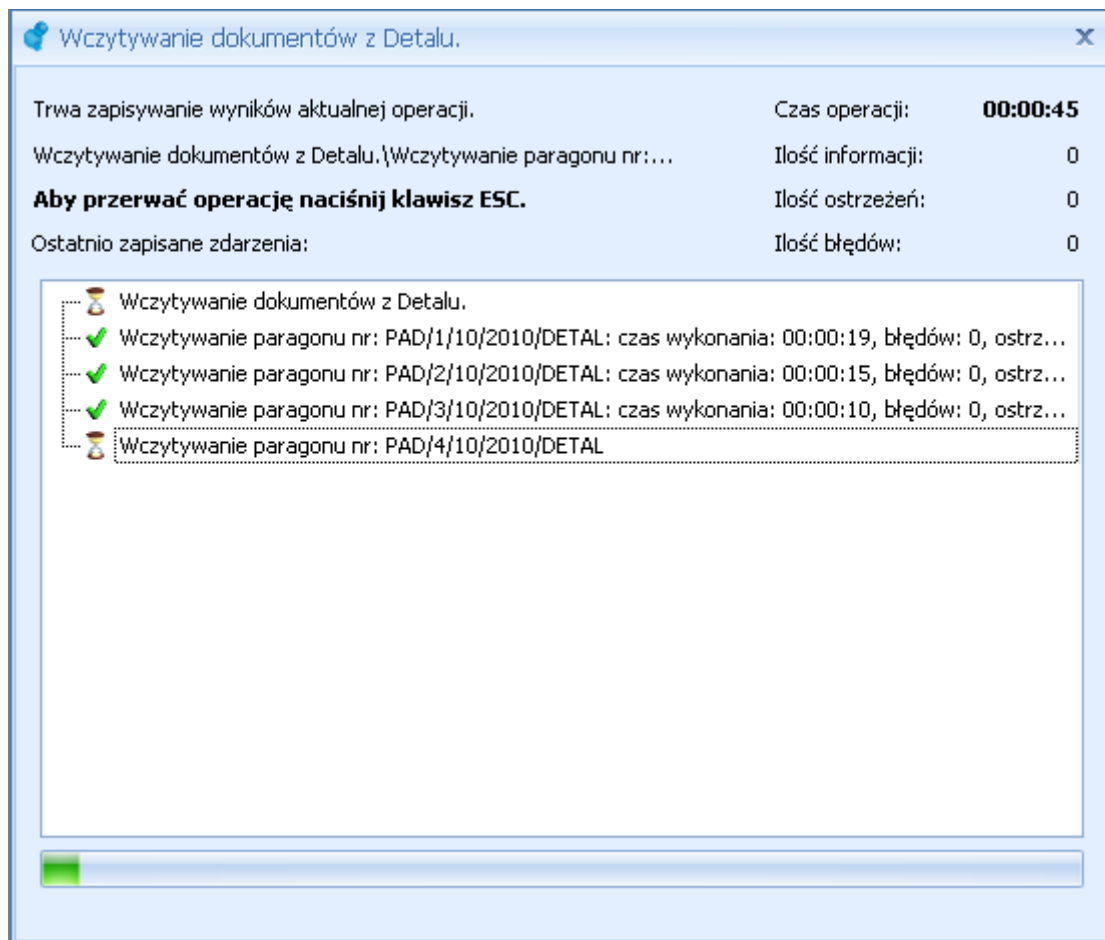 Wczytywanie dokumentów z Detalu.
Trwa zapisywanie wyników aktualnej operacji. Czas operacji: 00:00:45
Wczytywanie dokumentów z Detalu.\Wczytywanie paragonu nr:... Ilość informacji: 0
Aby przerwać operację naciśnij klawisz ESC. Ilość ostrzeżeń: 0
Ostatnio zapisane zdarzenia: Ilość błędów: 0
Wczytywanie dokumentów z Detalu.
Wczytywanie paragonu nr: PAD/1/10/2010/DETAL: czas wykonania: 00:00:19, błędów: 0, ostrz...
Wczytywanie paragonu nr: PAD/2/10/2010/DETAL: czas wykonania: 00:00:15, błędów: 0, ostrz...
Wczytywanie paragonu nr: PAD/3/10/2010/DETAL: czas wykonania: 00:00:10, błędów: 0, ostrz...
Wczytywanie paragonu nr: PAD/4/10/2010/DETAL